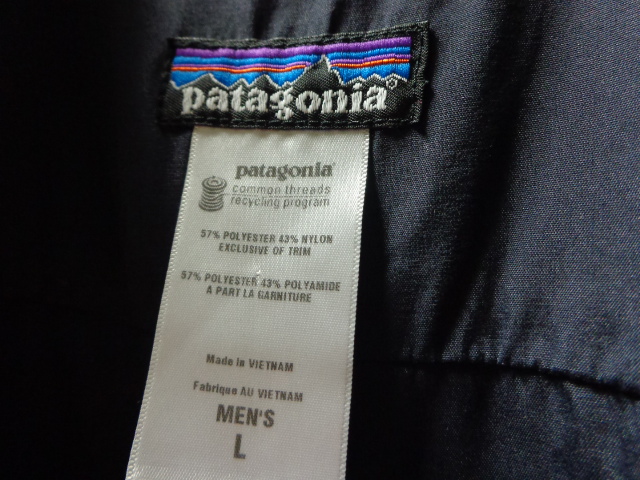 patagonia®
patagonia®
common threads
recycling program
57% POLYESTER 43% NYLON
EXCLUSIVE OF TRIM
57% POLYESTER 43% POLYAMIDE
A PART LA GARNITURE
Made in VIETNAM
Fabrique AU VIETNAM
MEN'S
L